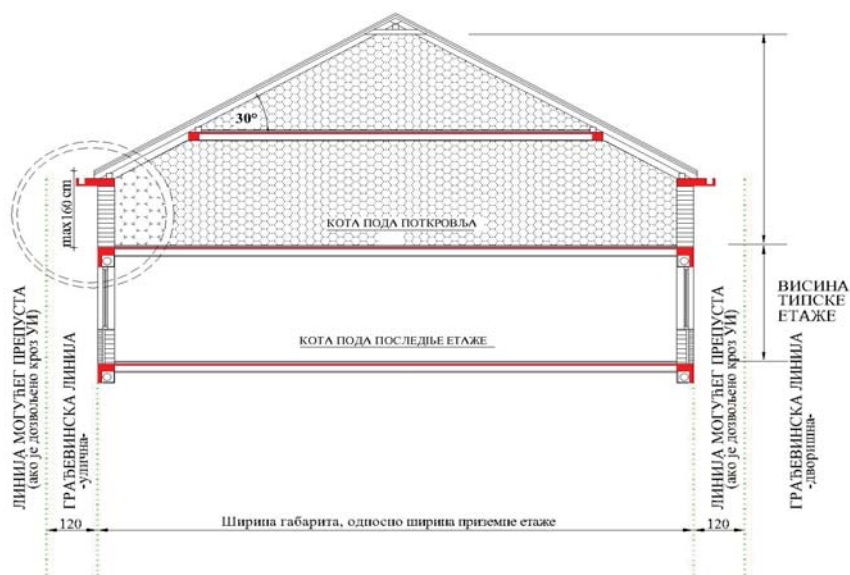 30°
max160 cm
КОТА ПОДА ПОТКРОВЉА
КОТА ПОДА ПОСЛЕДЊЕ ЕТАЖЕ
ВИСИНА
ТИПСКЕ
ЕТАЖЕ
ЛИНИЈА МОГУЋЕГ ПРЕПУСТА
(ако је дозвољено кроз УИ)
ГРАЂЕВИНСКА ЛИНИЈА
-улична-
ЛИНИЈА МОГУЋЕГ ПРЕПУСТА
(ако је дозвољено кроз УИ)
ГРАЂЕВИНСКА ЛИНИЈА
-дворишна-
120
Ширина габарита, односно ширина приземне етаже
120